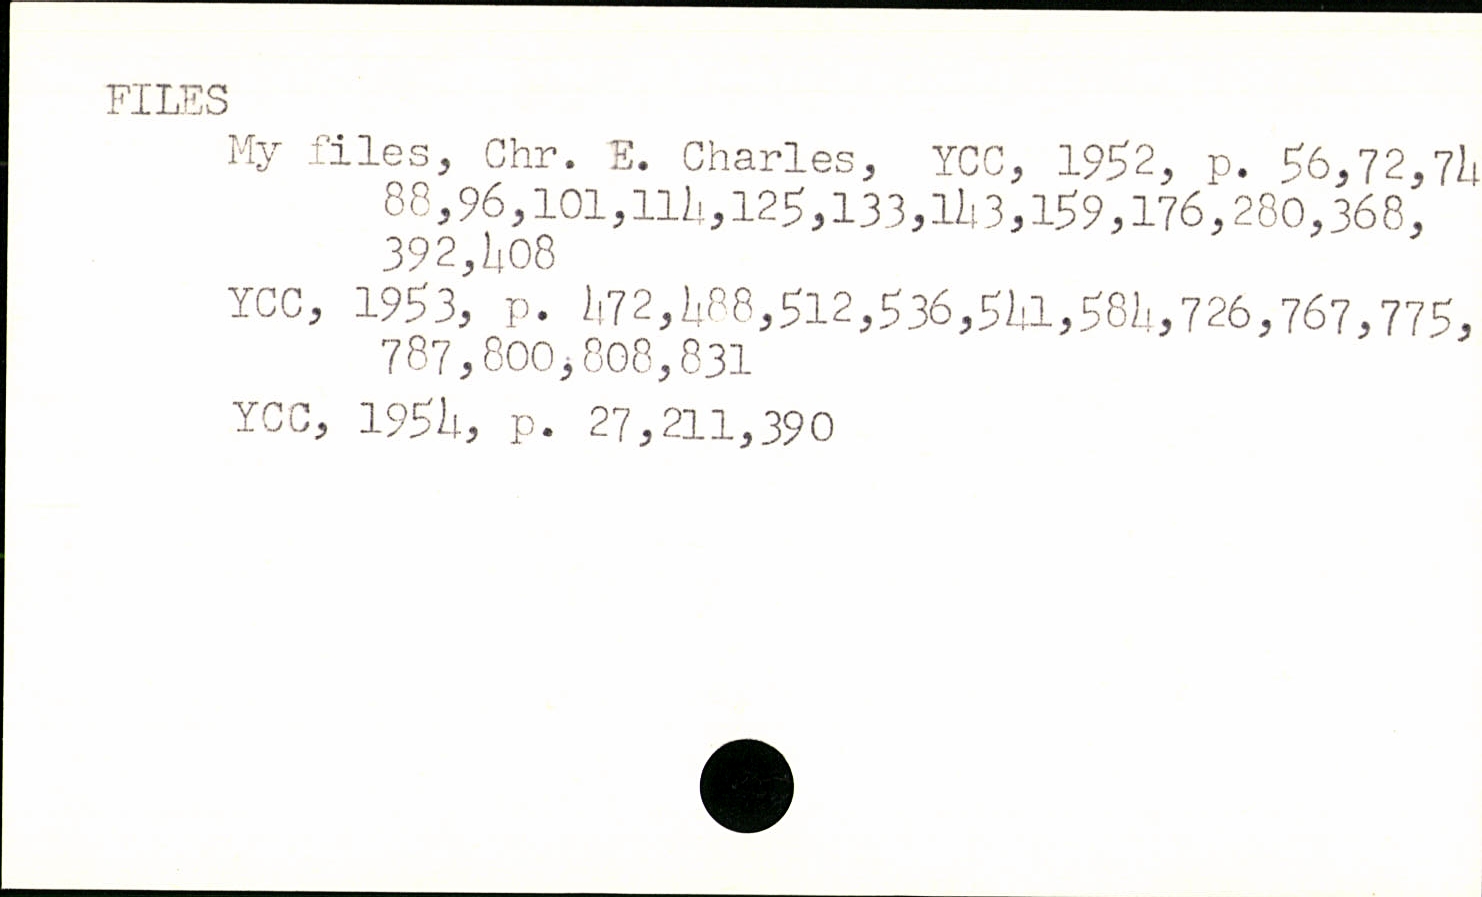 FILES
My files, Chr. E. Charles, YCC, 1952, p. 56,72,74
88,96,101,114,125,133,143,159,176,280,368,
392,408
YCC, 1953, p. 472,488,512,536,541,584,726,767,775,
787,800,808,831
YCC, 1954, p. 27,211,390